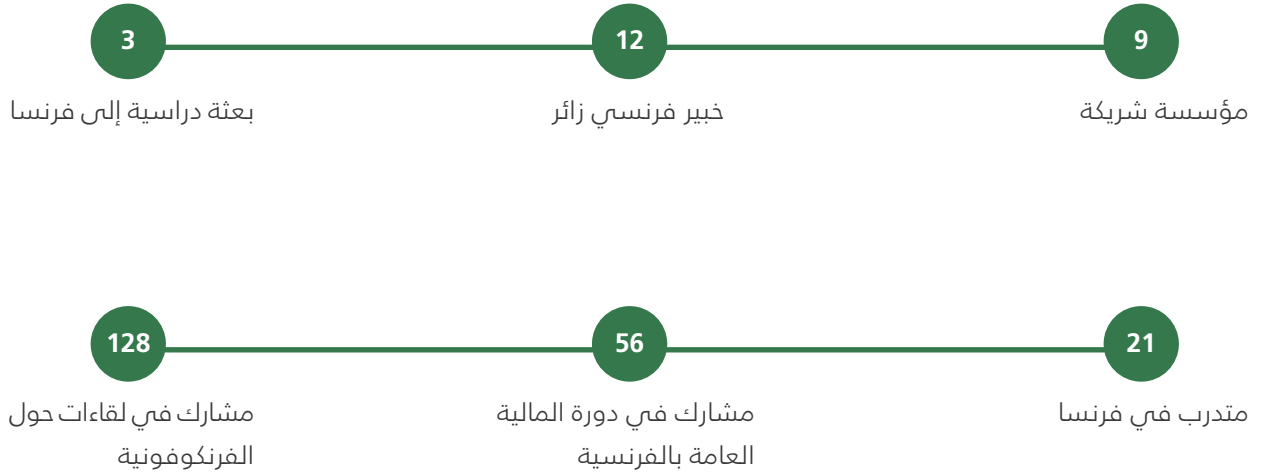 9
مؤسسة شريكة
12
خبير فرنسي زائر
3
بعثة دراسية إلى فرنسا
21
متدرب في فرنسا
56
مشارك في دورة المالية
العامة بالفرنسية
128
مشارك في لقاءات حول
الفرنكوفونية